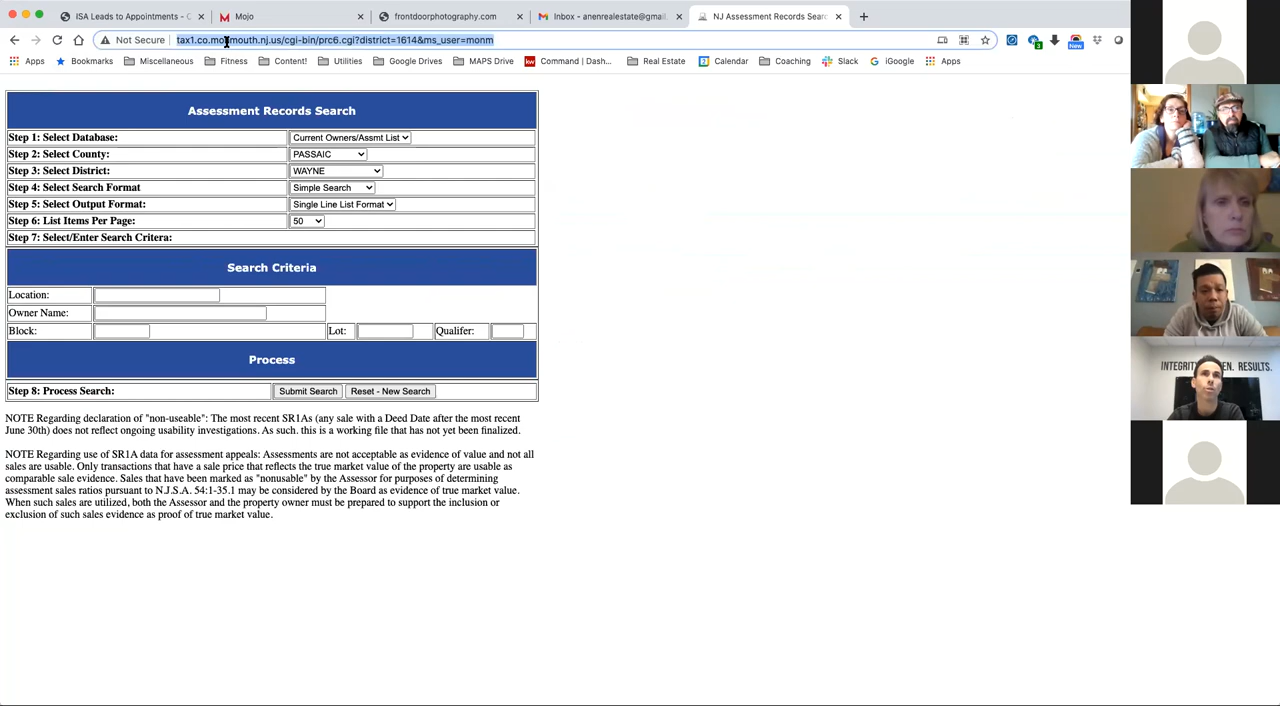 ISA Leads to Appointments - C
Mojo
frontdoorphotography.com
Inbox - anenrealestate@gmail.
NJ Assessment Records Searc
Not Secure
tax1.co.monmouth.nj.us/cgi-bin/prc6.cgi?district=1614&ms_user=monm
Apps
Bookmarks
Miscellaneous
Fitness
Content!
Utilities
Google Drives
MAPS Drive
kw Command | Dash...
Real Estate
Calendar
Coaching
Slack
iGoogle
Apps
Assessment Records Search
Step 1: Select Database: Current Owners/Assmt List
Step 2: Select County: PASSAIC
Step 3: Select District: WAYNE
Step 4: Select Search Format Simple Search
Step 5: Select Output Format: Single Line List Format
Step 6: List Items Per Page: 50
Step 7: Select/Enter Search Critera:
Search Criteria
Location:
Owner Name:
Block: Lot: Qualifer:
Process
Step 8: Process Search: Submit Search Reset - New Search
NOTE Regarding declaration of "non-useable": The most recent SR1As (any sale with a Deed Date after the most recent
June 30th) does not reflect ongoing usability investigations. As such. this is a working file that has not yet been finalized.
NOTE Regarding use of SR1A data for assessment appeals: Assessments are not acceptable as evidence of value and not all
sales are usable. Only transactions that have a sale price that reflects the true market value of the property are usable as
comparable sale evidence. Sales that have been marked as "nonusable" by the Assessor for purposes of determining
assessment sales ratios pursuant to N.J.S.A. 54:1-35.1 may be considered by the Board as evidence of true market value.
When such sales are utilized, both the Assessor and the property owner must be prepared to support the inclusion or
exclusion of such sales evidence as proof of true market value.
3
New
INTEGRITY
EN. RESULTS.